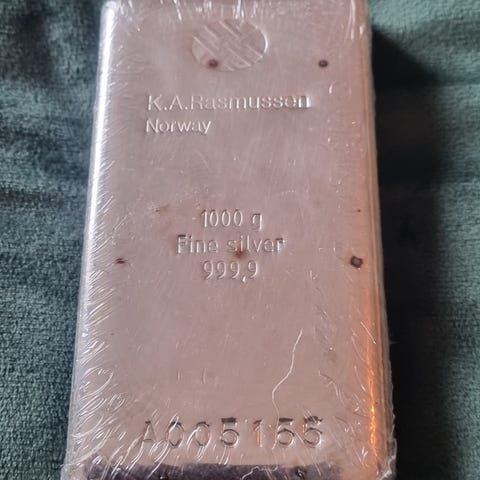 K.A.Rasmussen
Norway
1000 g
Fine silver
999,9
A005155